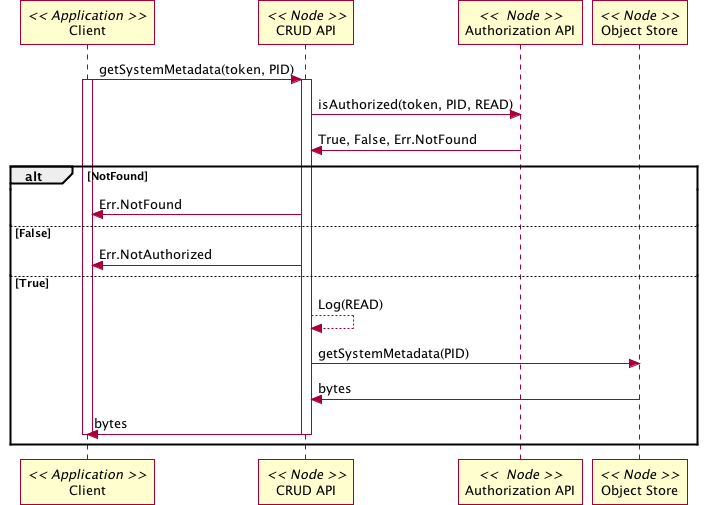 << Application >>
Client
<< Node >>
CRUD API
<<  Node >>
Authorization API
<< Node >>
Object Store
getSystemMetadata(token, PID)
isAuthorized(token, PID, READ)
True, False, Err.NotFound
alt
[NotFound]
Err.NotFound
[False]
Err.NotAuthorized
[True]
Log(READ)
getSystemMetadata(PID)
bytes
bytes
<< Application >>
Client
<< Node >>
CRUD API
<<  Node >>
Authorization API
<< Node >>
Object Store